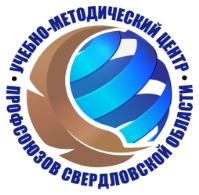 УЧЕБНО-МЕТОДИЧЕСКИЙ ЦЕНТР
ПРОФСОЮЗОВ СВЕРДЛОВСКОЙ ОБЛАСТИ